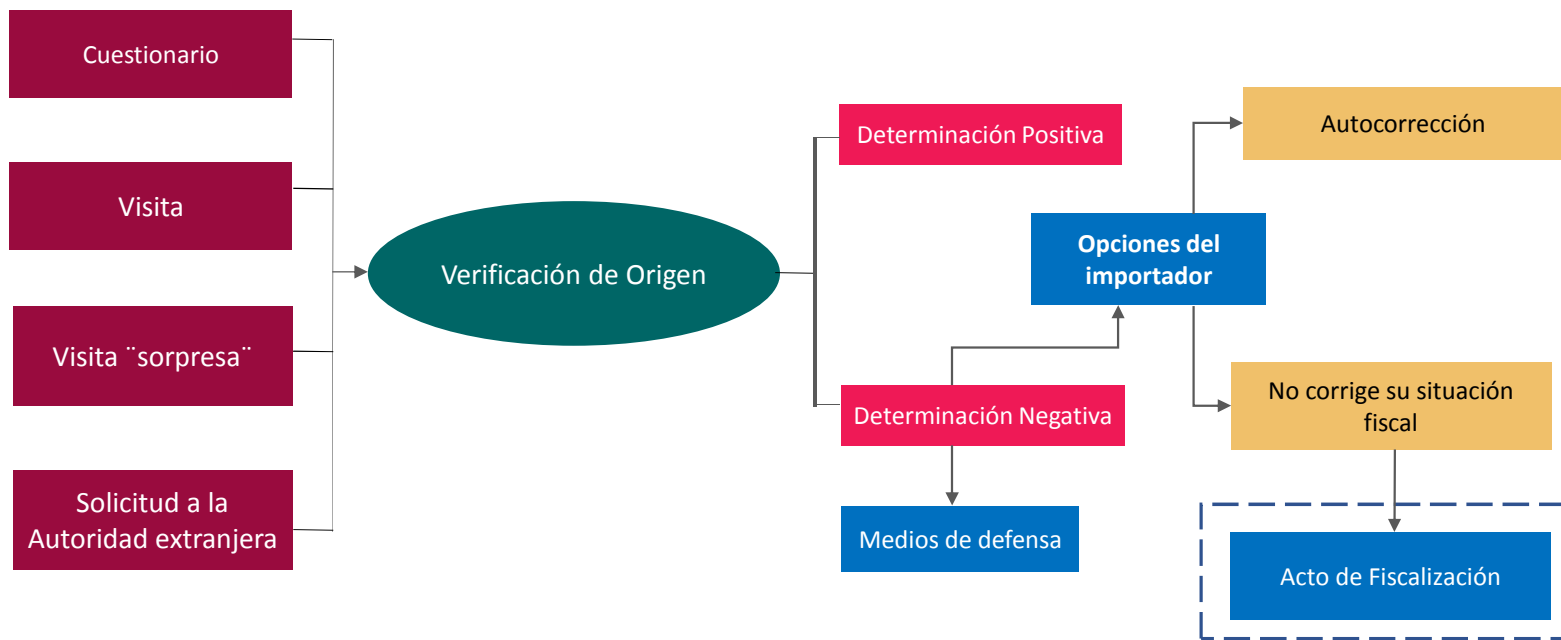 Cuestionario
Visita
Visita ¨sorpresa¨
Solicitud a la
Autoridad extranjera
Verificación de Origen
Determinación Positiva
Determinación Negativa
Medios de defensa
Opciones del
importador
Autocorrección
No corrige su situación
fiscal
Acto de Fiscalización